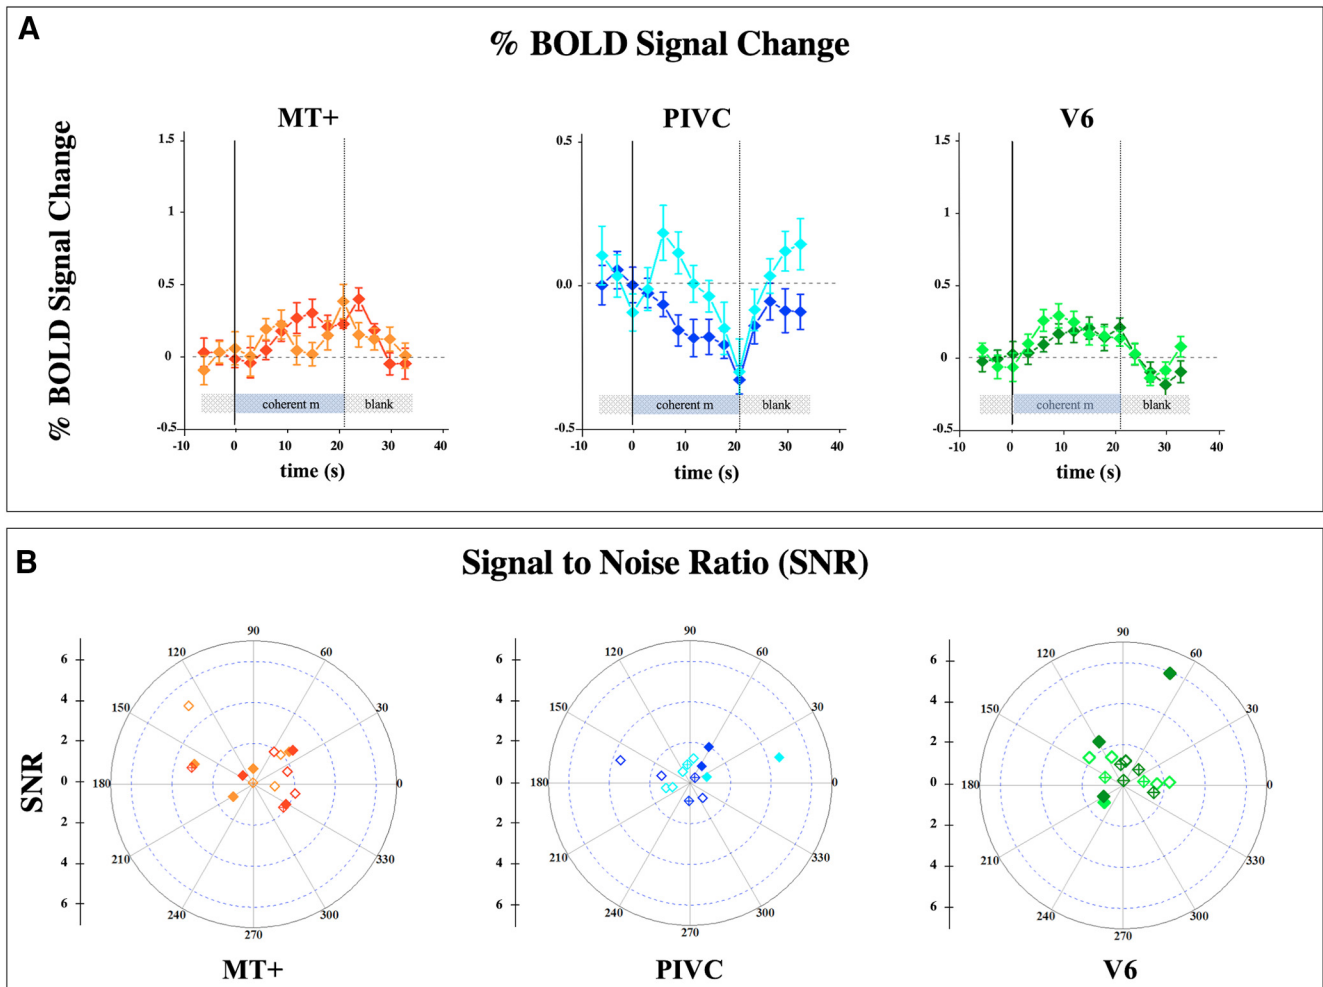 A
% BOLD Signal Change
% BOLD Signal Change
MT+
1.5
1
0.5
0
-0.5
coherent m
blank
-10 0 10 20 30 40
time (s)
PIVC
0.5
0.0
-0.5
coherent m
blank
-10 0 10 20 30 40
time (s)
V6
1.5
1
0.5
0
-0.5
coherent m
blank
-10 0 10 20 30 40
time (s)
B
Signal to Noise Ratio (SNR)
SNR
6
4
2
0
2
4
6
90
120 60
150 30
180 0
210 330
240 300
270
MT+
6
4
2
0
2
4
6
90
120 60
150 30
180 0
210 330
240 300
270
PIVC
6
4
2
0
2
4
6
90
120 60
150 30
180 0
210 330
240 300
270
V6